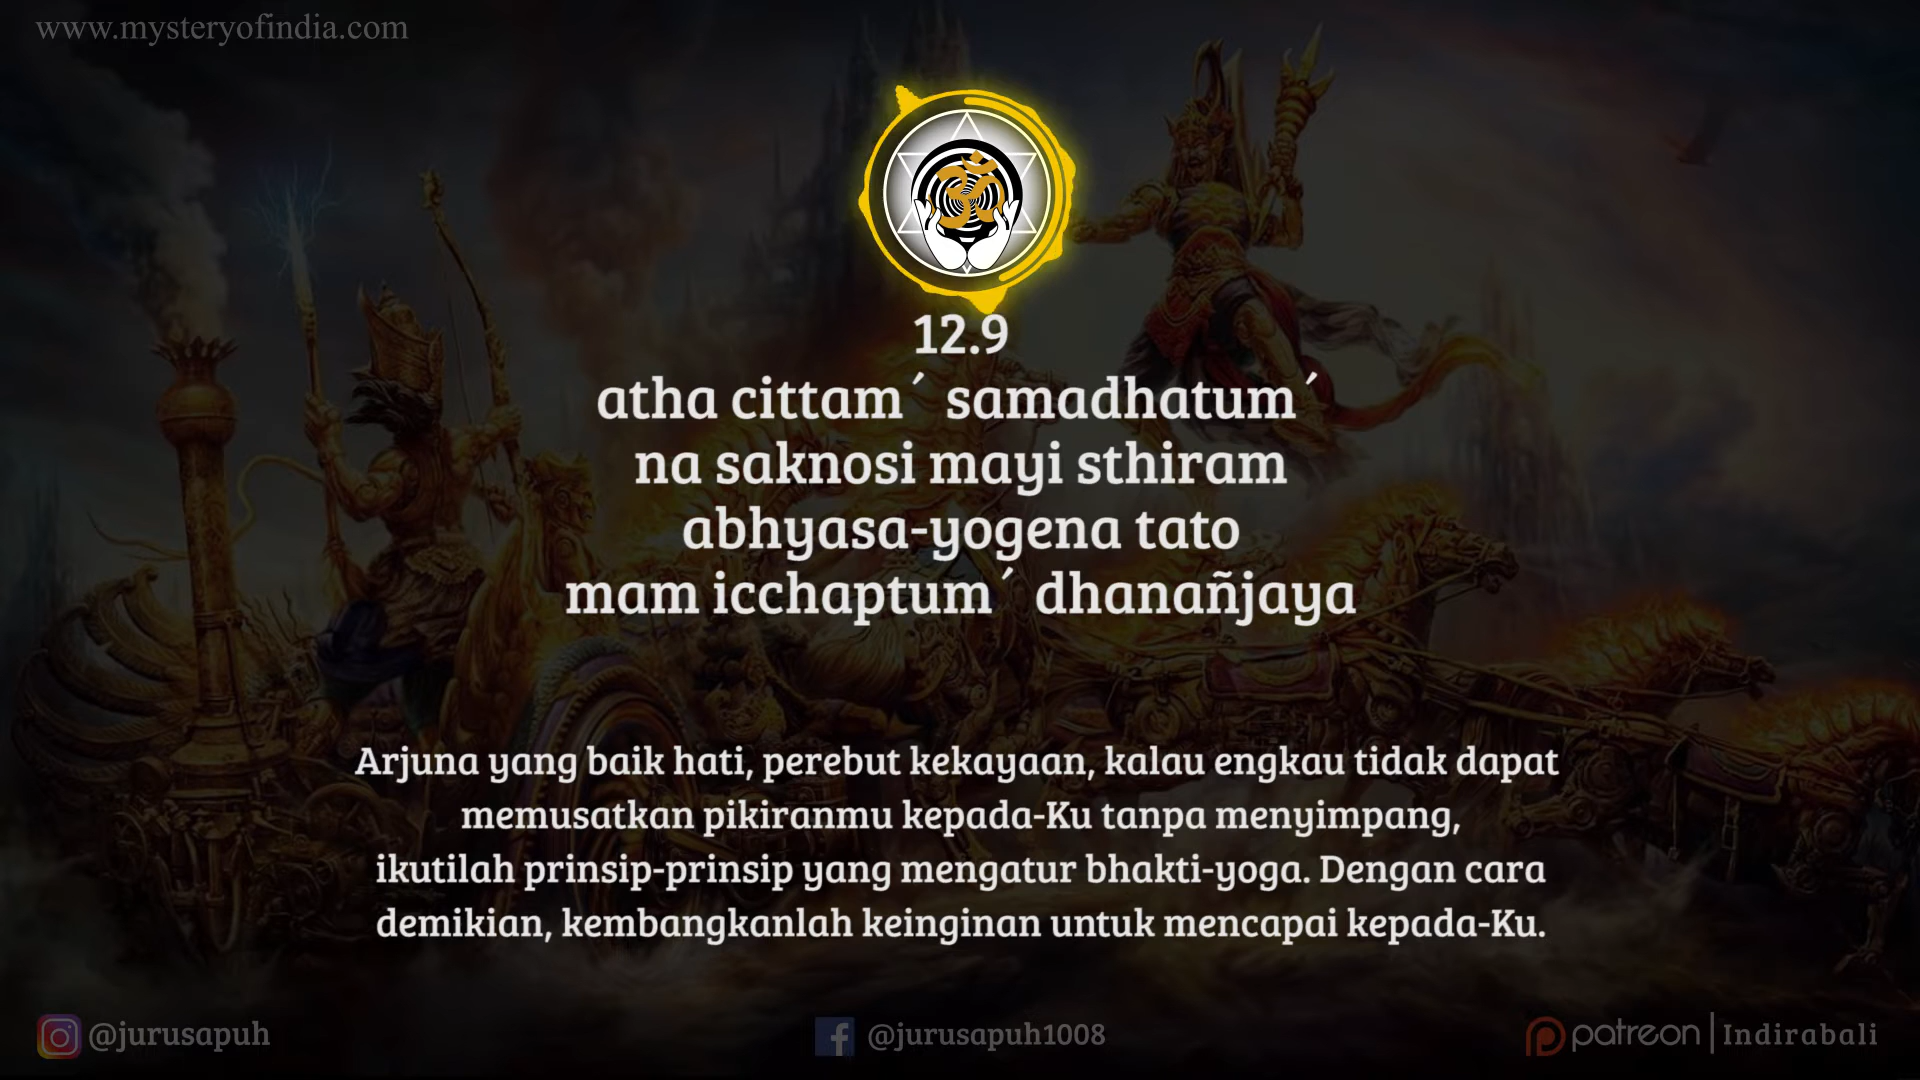 www.mysteryofindia.com
12.9
atha cittam´ samadhatum´
na saknosi mayi sthiram
abhyasa-yogena tato
mam icchaptum´ dhanañjaya
Arjuna yang baik hati, perebut kekayaan, kalau engkau tidak dapat
memusatkan pikiranmu kepada-Ku tanpa menyimpang,
ikutilah prinsip-prinsip yang mengatur bhakti-yoga. Dengan cara
demikian, kembangkanlah keinginan untuk mencapai kepada-Ku.
@jurusapuh
@jurusapuh1008
patreon | Indirabali